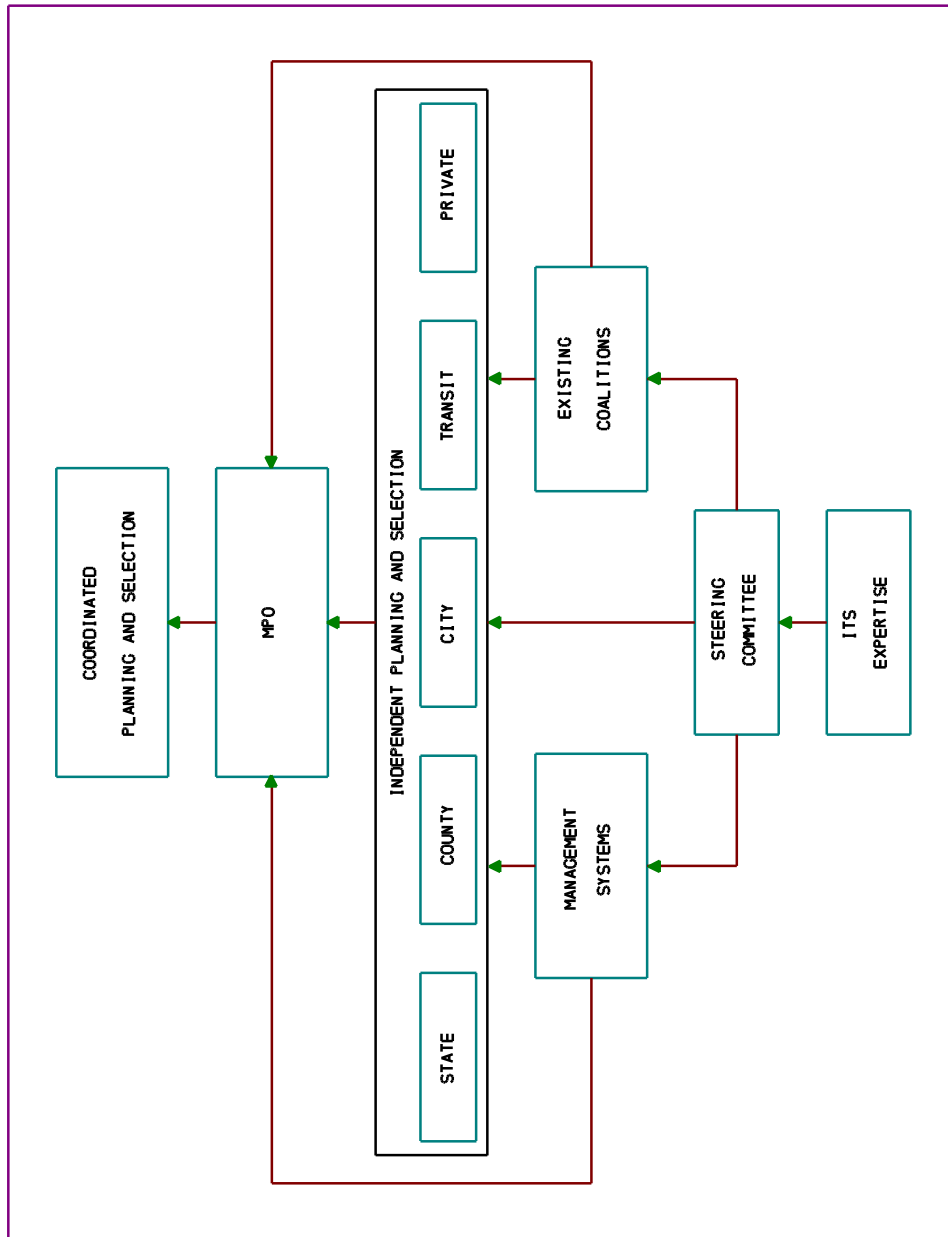 COORDINATED
PLANNING AND SELECTION
MPO
INDEPENDENT PLANNING AND SELECTION
STATE
COUNTY
CITY
TRANSIT
PRIVATE
MANAGEMENT
SYSTEMS
EXISTING
COALITIONS
STEERING
COMMITTEE
ITS
EXPERTISE